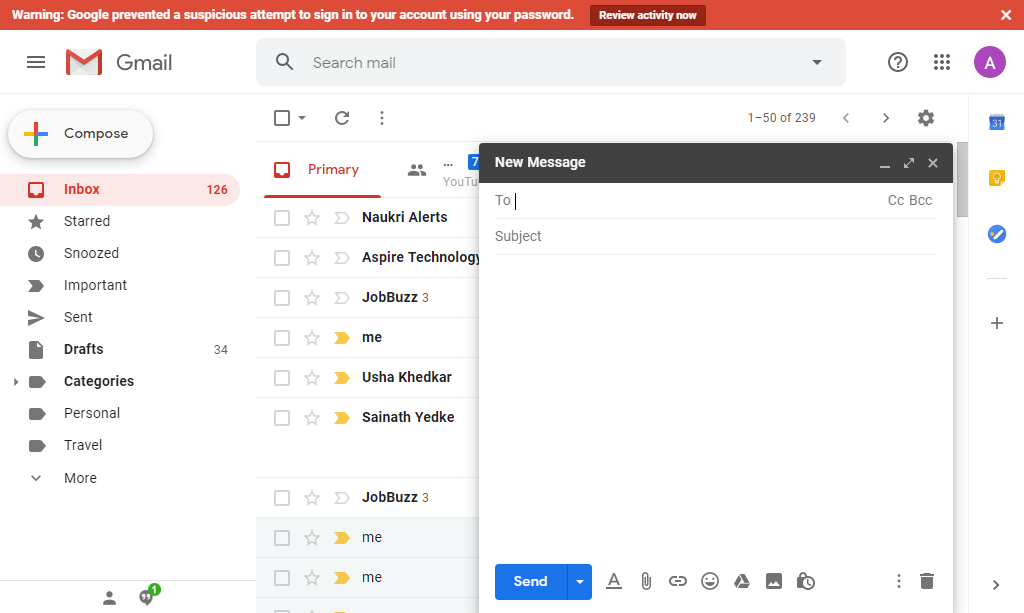 Warning: Google prevented a suspicious attempt to sign in to your account using your password. Review activity now
Gmail
Search mail
A
Compose
1–50 of 239
31
Inbox 126
Starred
Snoozed
Important
Sent
Drafts 34
Categories
Personal
Travel
More
1
Primary
... 7
YouTu
Naukri Alerts
Aspire Technology
JobBuzz 3
me
Usha Khedkar
Sainath Yedke
JobBuzz 3
me
me
New Message
To Cc Bcc
Subject
Send